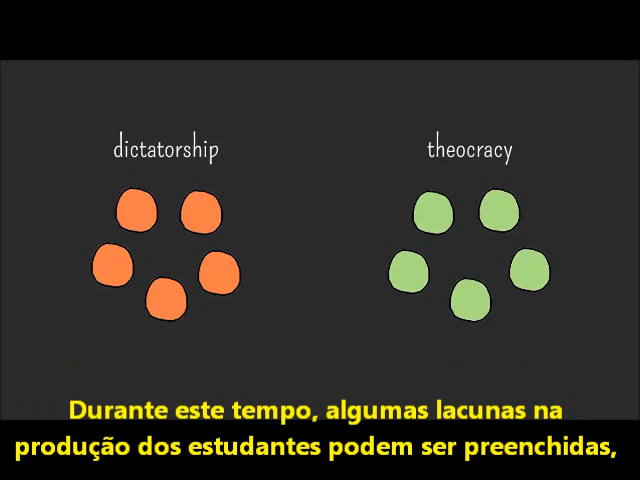 dictatorship
theocracy
Durante este tempo, algumas lacunas na
produção dos estudantes podem ser preenchidas,